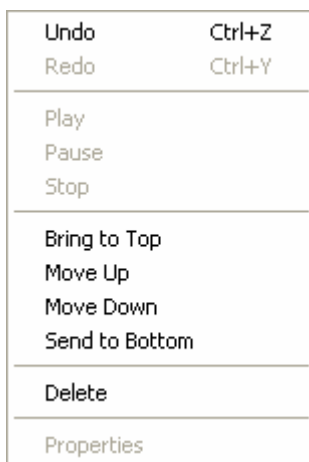 Undo Ctrl+Z
Redo Ctrl+Y
Play
Pause
Stop
Bring to Top
Move Up
Move Down
Send to Bottom
Delete
Properties